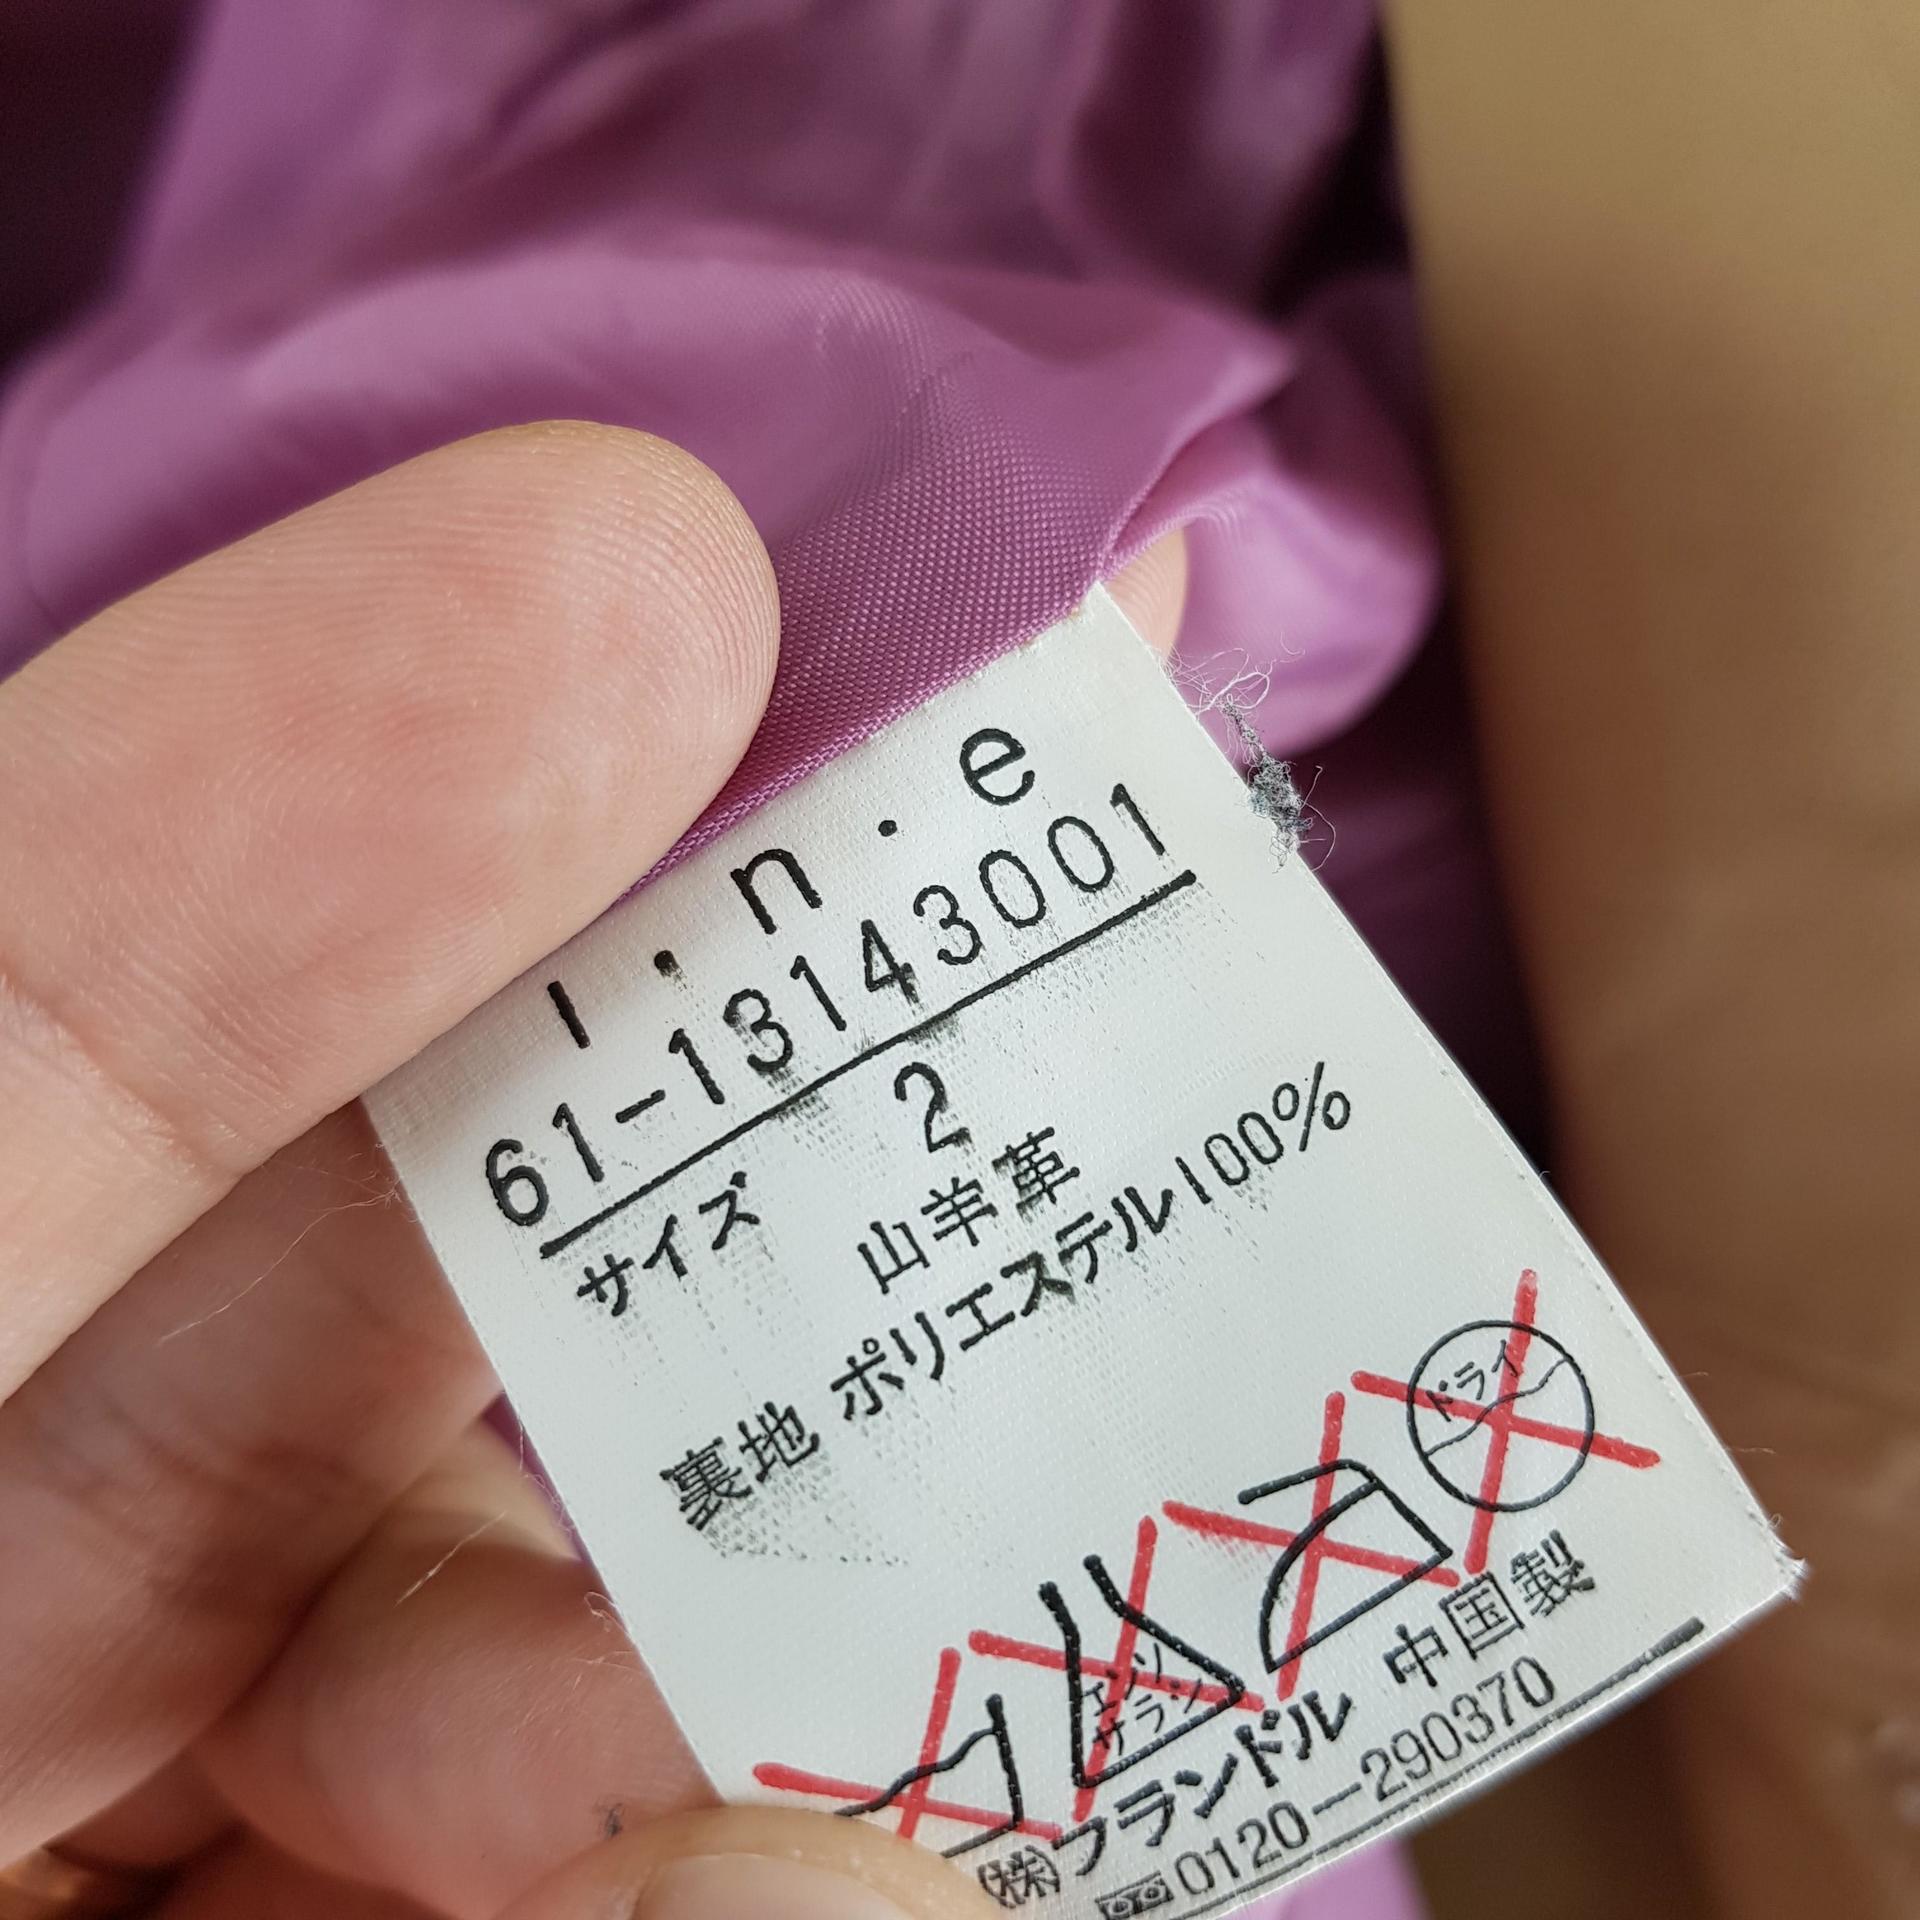 I . n . e
61-13143001
サイズ 2
山羊革
裏地 ポリエステル100%
エンソ
サラシ
ドライ
(株)フランドル 中国製
0120-290370